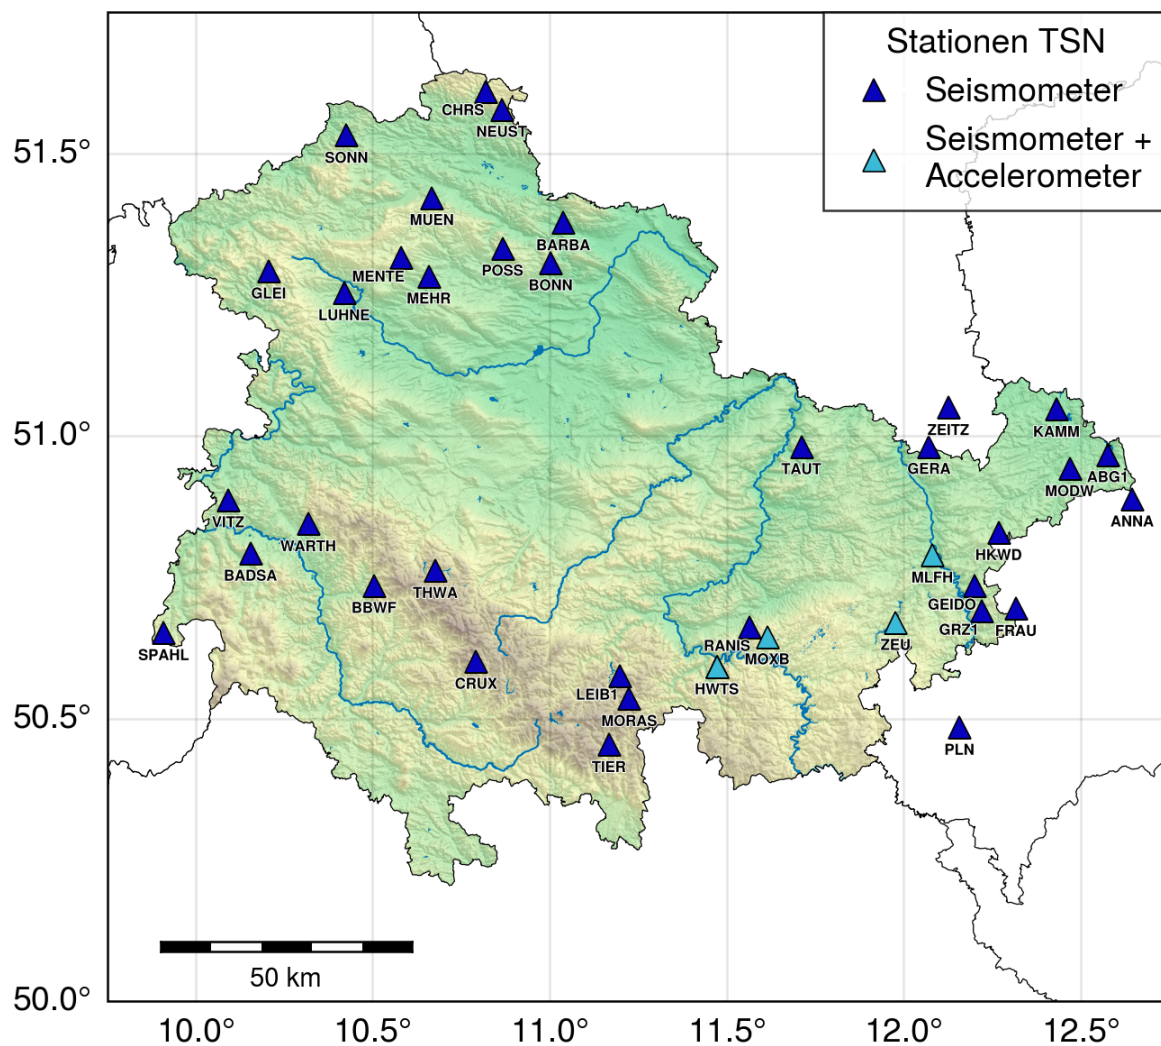 Stationen TSN
Seismometer
Seismometer +
Accelerometer
51.5°
51.0°
50.5°
50.0°
CHRS
NEUST
SONN
MUEN
BARBA
POSS
MENTE
BONN
GLEI
MEHR
LUHNE
ZEITZ
KAMM
TAUT
GERA
ABG1
MODW
ANNA
VITZ
WARTH
HKWD
BADSA
MLFH
THWA
BBWF
GEIDO
GRZ1
FRAU
RANIS
ZEU
SPAHL
MOXB
CRUX
HWTS
LEIB1
MORAS
PLN
TIER
50 km
10.0°
10.5°
11.0°
11.5°
12.0°
12.5°